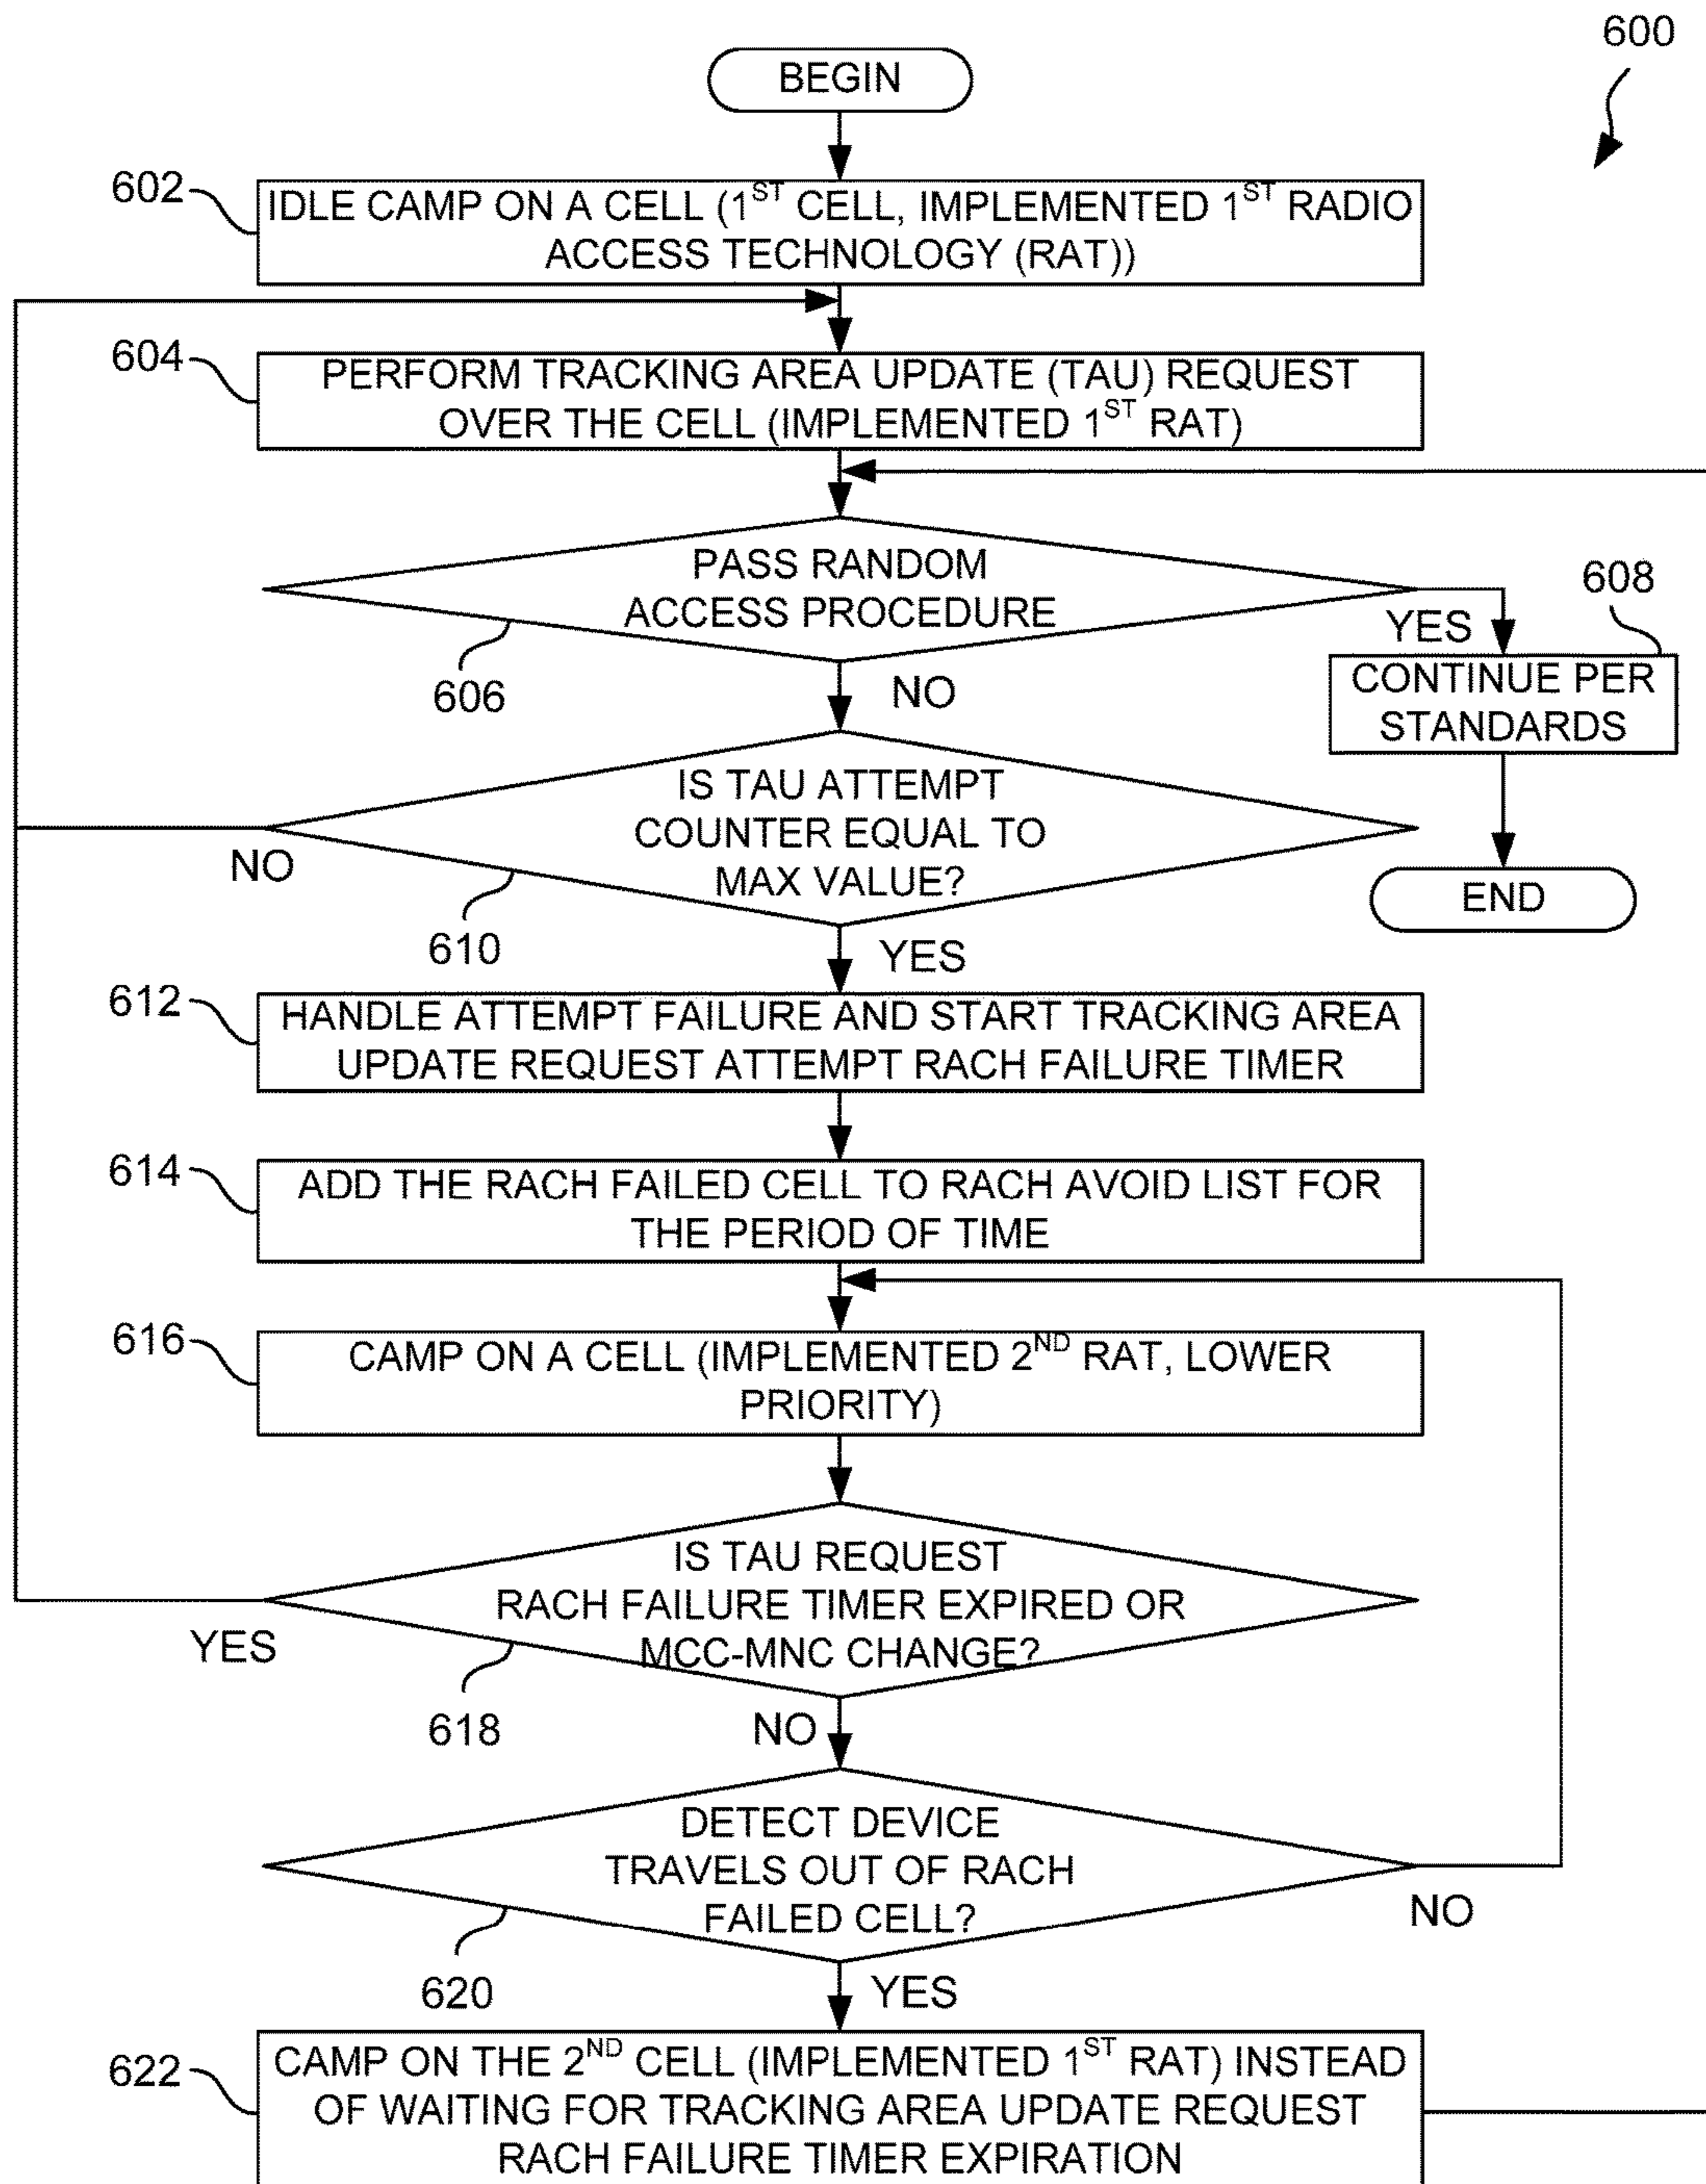 600
BEGIN
602
IDLE CAMP ON A CELL (1ST CELL, IMPLEMENTED 1ST RADIO
ACCESS TECHNOLOGY (RAT))
604
PERFORM TRACKING AREA UPDATE (TAU) REQUEST
OVER THE CELL (IMPLEMENTED 1ST RAT)
PASS RANDOM
ACCESS PROCEDURE
606
YES
608
CONTINUE PER
STANDARDS
NO
IS TAU ATTEMPT
COUNTER EQUAL TO
MAX VALUE?
NO
610
END
YES
612
HANDLE ATTEMPT FAILURE AND START TRACKING AREA
UPDATE REQUEST ATTEMPT RACH FAILURE TIMER
614
ADD THE RACH FAILED CELL TO RACH AVOID LIST FOR
THE PERIOD OF TIME
616
CAMP ON A CELL (IMPLEMENTED 2ND RAT, LOWER
PRIORITY)
IS TAU REQUEST
RACH FAILURE TIMER EXPIRED OR
MCC-MNC CHANGE?
YES
618
NO
DETECT DEVICE
TRAVELS OUT OF RACH
FAILED CELL?
NO
620
YES
622
CAMP ON THE 2ND CELL (IMPLEMENTED 1ST RAT) INSTEAD
OF WAITING FOR TRACKING AREA UPDATE REQUEST
RACH FAILURE TIMER EXPIRATION